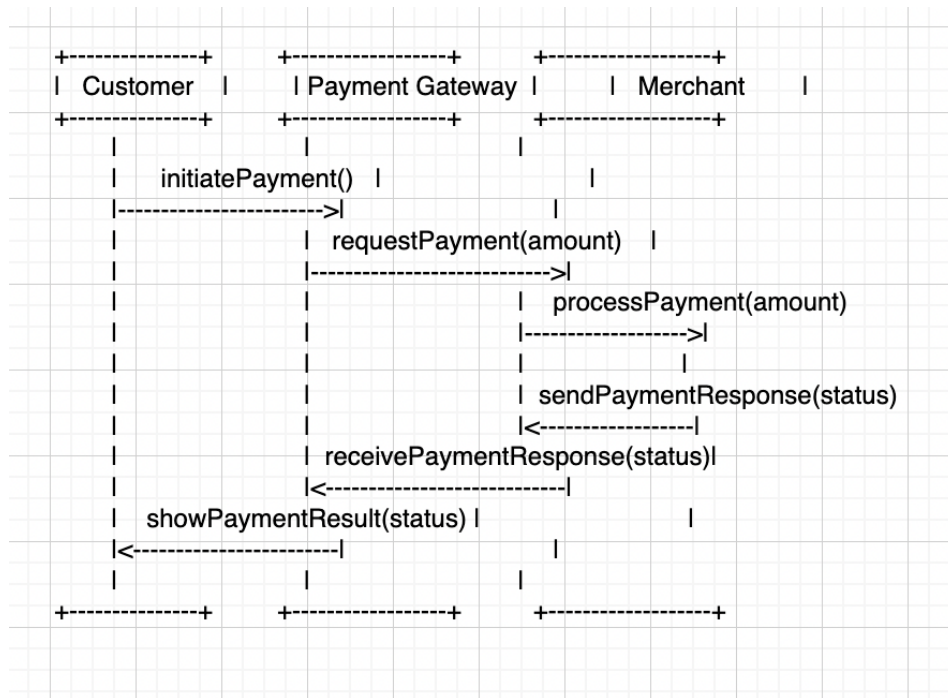 +---------------+ +------------------+ +--------------------+
| Customer | | Payment Gateway | | Merchant |
+---------------+ +------------------+ +--------------------+
| | |
| initiatePayment() | |
|------------------------>| |
| | requestPayment(amount) |
| |---------------------------->|
| | | processPayment(amount)
| | |------------------->|
| | | |
| | | sendPaymentResponse(status)
| | |<------------------|
| | receivePaymentResponse(status)|
| |<----------------------------|
| showPaymentResult(status) | |
|<------------------------| |
| | |
+---------------+ +------------------+ +--------------------+